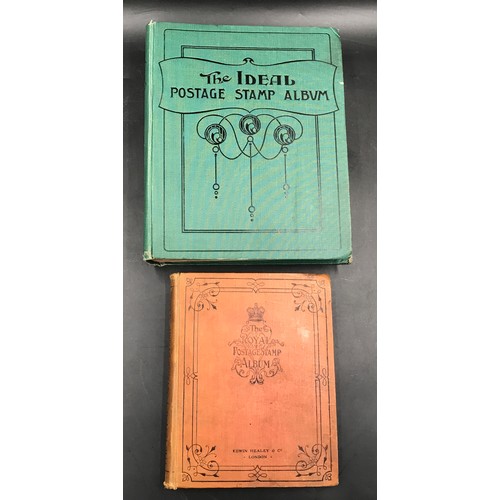 The IDEAL
POSTAGE STAMP ALBUM
The
ROYAL
POSTAGE STAMP
ALBUM
EDWIN HEALEY & Co
LONDON